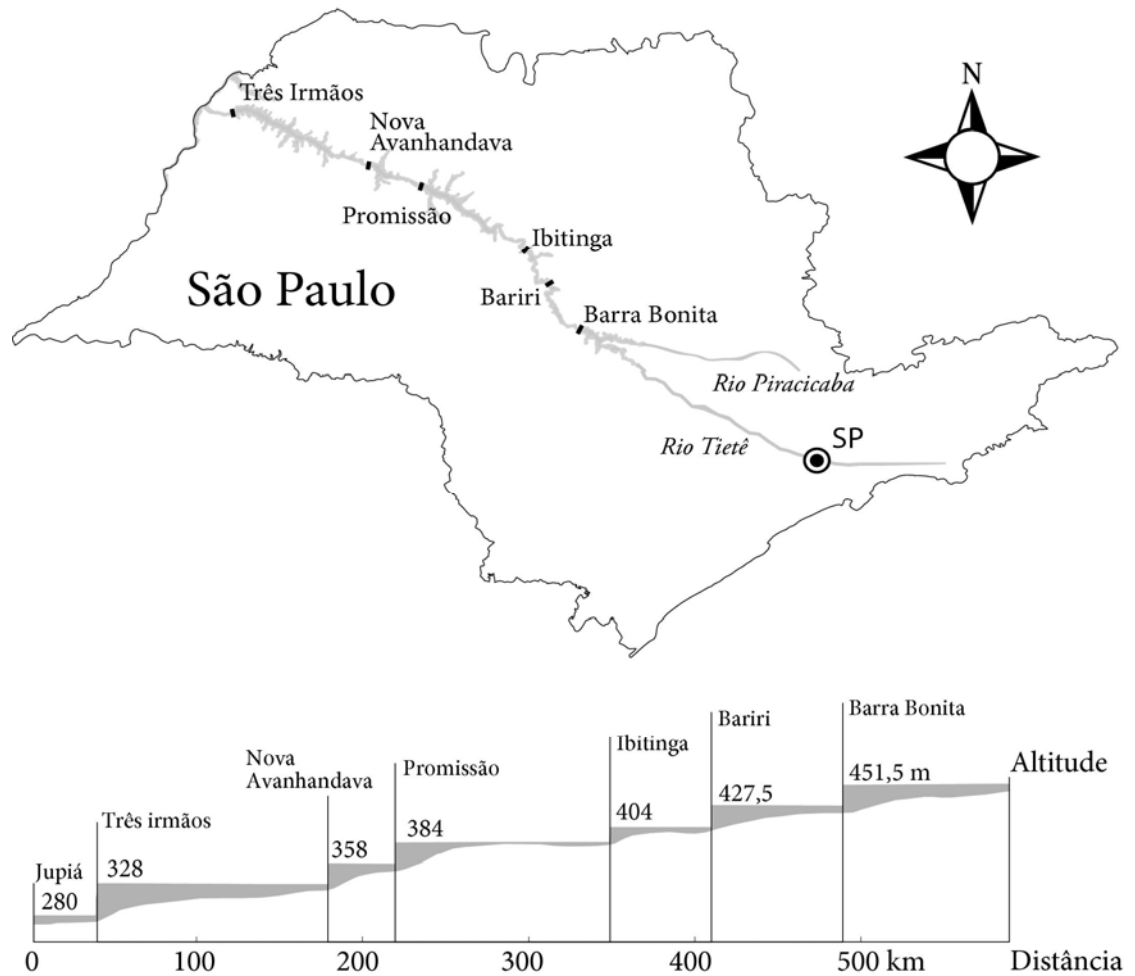 N
Três Irmãos
Nova
Avanhandava
Promissão
Ibitinga
São Paulo
Bariri
Barra Bonita
Rio Piracicaba
Rio Tietê
SP
Barra Bonita
Bariri
Ibitinga
Nova
Avanhandava
Promissão
Altitude
451,5 m
427,5
Três irmãos
404
384
358
Jupiá
328
280
0 100 200 300 400 500 km Distância